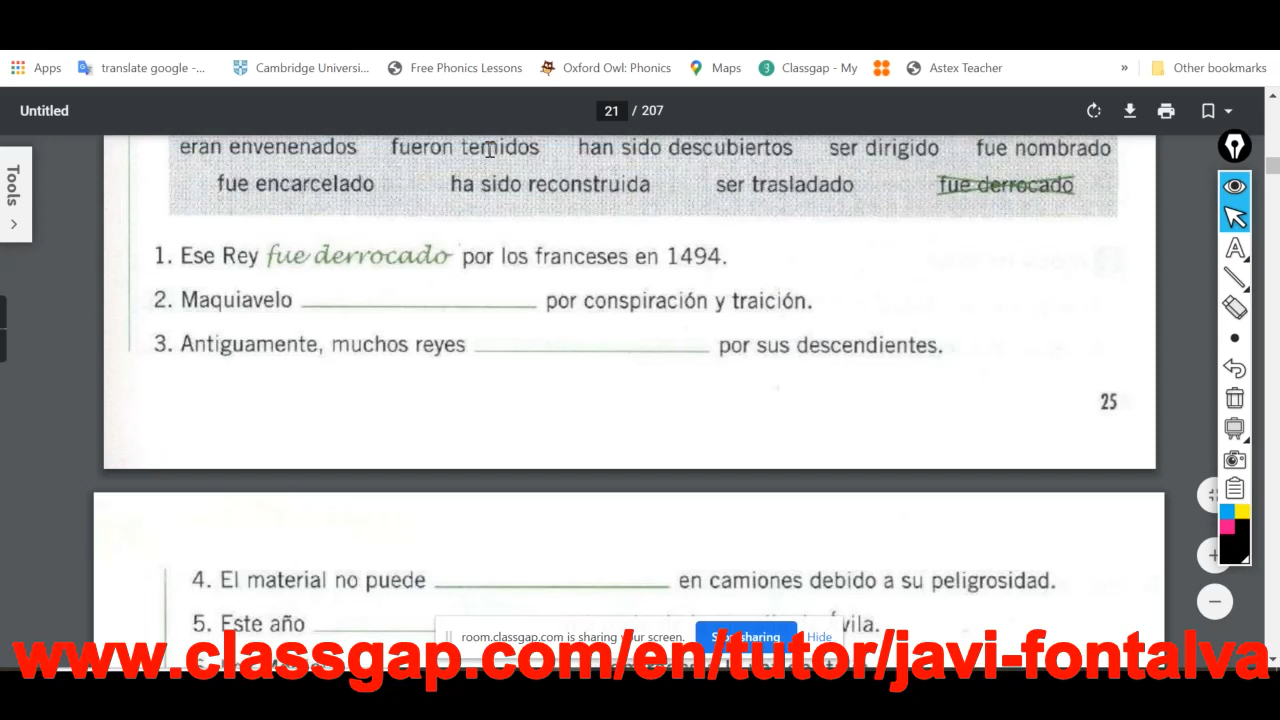 Apps translate google -... Cambridge Universi... Free Phonics Lessons Oxford Owl: Phonics Maps Classgap - My Astex Teacher » Other bookmarks
Untitled 21 / 207
Tools
eran envenenados fueron temidos han sido descubiertos ser dirigido fue nombrado
fue encarcelado ha sido reconstruida ser trasladado fue derrocado
1. Ese Rey fue derrocado por los franceses en 1494.
2. Maquiavelo por conspiración y traición.
3. Antiguamente, muchos reyes por sus descendientes.
25
4. El material no puede en camiones debido a su peligrosidad.
5. Este año
room.classgap.com is sharing your screen. Stop sharing Hide
www.classgap.com/en/tutor/javi-fontalva